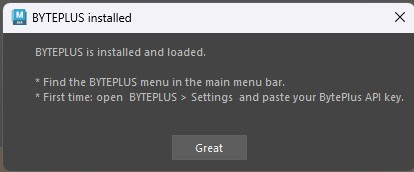 BYTEPLUS installed
BYTEPLUS is installed and loaded.
* Find the BYTEPLUS menu in the main menu bar.
* First time: open  BYTEPLUS > Settings  and paste your BytePlus API key.
Great